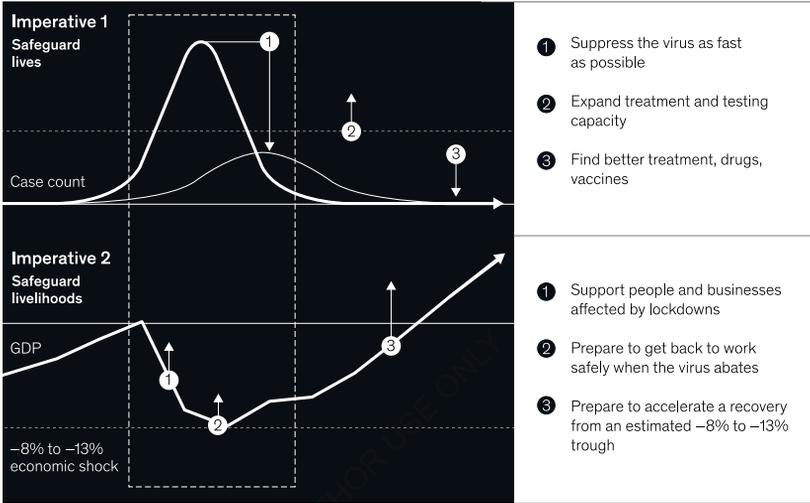 Imperative 1
Safeguard
lives
1
2
3
Case count
1 Suppress the virus as fast
as possible
2 Expand treatment and testing
capacity
3 Find better treatment, drugs,
vaccines
Imperative 2
Safeguard
livelihoods
GDP
1
2
3
–8% to –13%
economic shock
1 Support people and businesses
affected by lockdowns
2 Prepare to get back to work
safely when the virus abates
3 Prepare to accelerate a recovery
from an estimated –8% to –13%
trough
USE ONLY